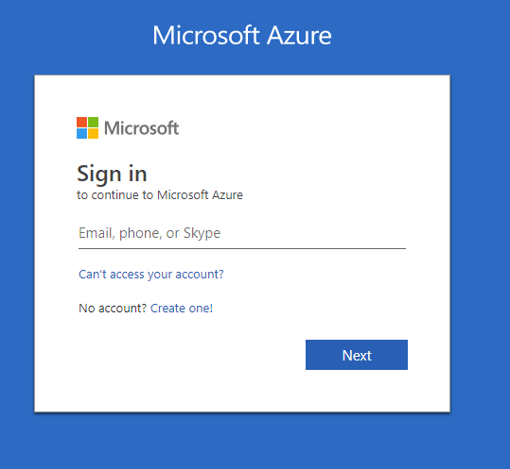 Microsoft Azure
Microsoft
Sign in
to continue to Microsoft Azure
Email, phone, or Skype
Can't access your account?
No account? Create one!
Next